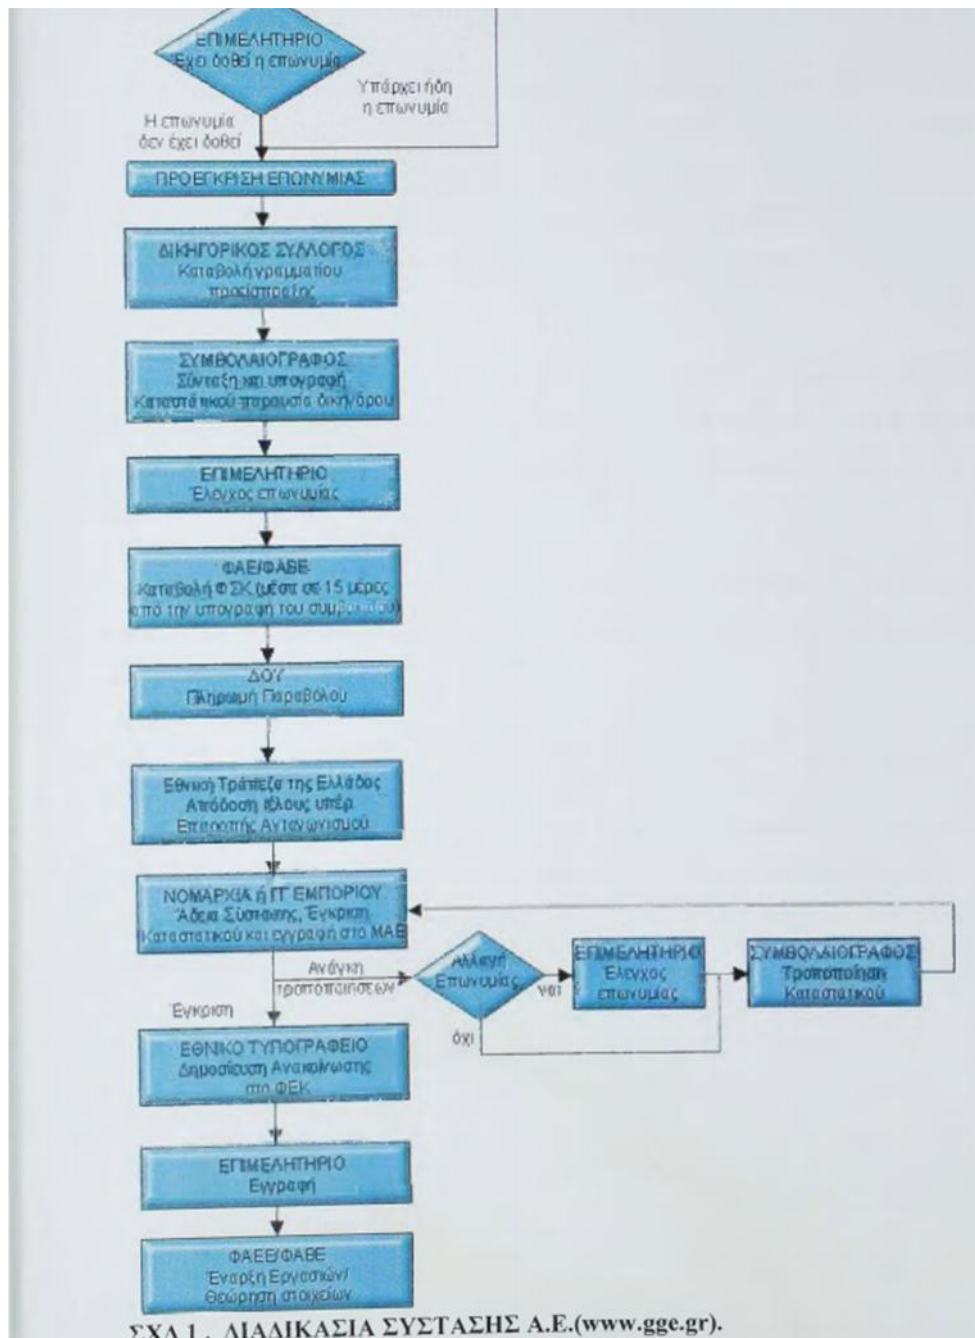 ΕΠΙΜΕΛΗΤΗΡΙΟ
Έχει δοθεί η επωνυμία
Υπάρχει ήδη
η επωνυμία
Η επωνυμία
δεν έχει δοθεί
ΠΡΟΕΓΚΡΙΣΗ ΕΠΩΝΥΜΙΑΣ
ΔΙΚΗΓΟΡΙΚΟΣ ΣΥΛΛΟΓΟΣ
Καταβολή γραμματίου
προείσπραξης
ΣΥΜΒΟΛΑΙΟΓΡΑΦΟΣ
Σύνταξη και υπογραφή
Καταστατικού παρουσία δικηγόρου
ΕΠΙΜΕΛΗΤΗΡΙΟ
Έλεγχος επωνυμίας
ΦΑΕ/ΦΑΒΕ
Καταβολή ΦΣΚ (μέσα σε 15 μέρες
από την υπογραφή του συμβολαίου)
ΔΟΥ
Πληρωμή Παραβόλου
Εθνική Τράπεζα της Ελλάδος
Απόδοση τέλους υπέρ
Επιτροπής Ανταγωνισμού
ΝΟΜΑΡΧΙΑ ή ΓΓ ΕΜΠΟΡΙΟΥ
Άδεια Σύστασης, Έγκριση
Καταστατικού και εγγραφή στο ΜΑΕ
Ανάγκη
τροποποιήσεων
Αλλαγή
Επωνυμίας
ναι
ΕΠΙΜΕΛΗΤΗΡΙΟ
Έλεγχος
επωνυμίας
ΣΥΜΒΟΛΑΙΟΓΡΑΦΟΣ
Τροποποίηση
Καταστατικού
όχι
Έγκριση
ΕΘΝΙΚΟ ΤΥΠΟΓΡΑΦΕΙΟ
Δημοσίευση Ανακοίνωσης
στο ΦΕΚ
ΕΠΙΜΕΛΗΤΗΡΙΟ
Εγγραφή
ΦΑΕΕ/ΦΑΒΕ
Έναρξη Εργασιών/
Θεώρηση στοιχείων
ΣΧΔ.1 . ΔΙΑΔΙΚΑΣΙΑ ΣΥΣΤΑΣΗΣ Α.Ε.(www.gge.gr).